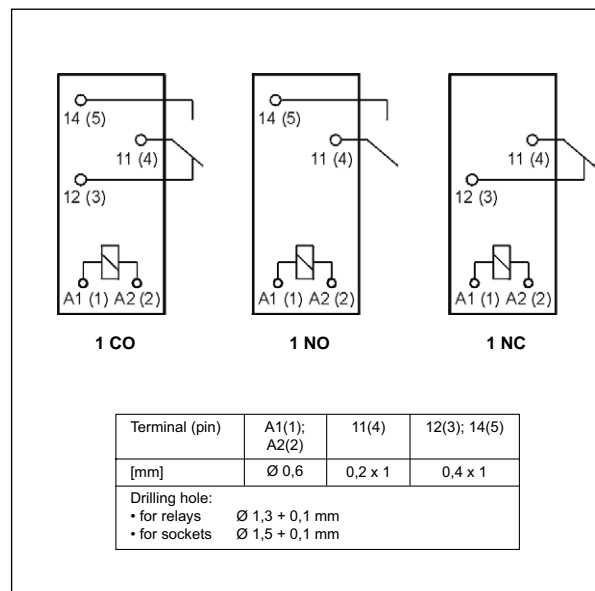 14 (5)
11 (4)
12 (3)
A1 (1) A2 (2)
1 CO
14 (5)
11 (4)
A1 (1) A2 (2)
1 NO
11 (4)
12 (3)
A1 (1) A2 (2)
1 NC
Terminal (pin) A1(1); 11(4) 12(3); 14(5)
A2(2)
[mm] Ø 0,6 0,2 x 1 0,4 x 1
Drilling hole:
• for relays Ø 1,3 + 0,1 mm
• for sockets Ø 1,5 + 0,1 mm